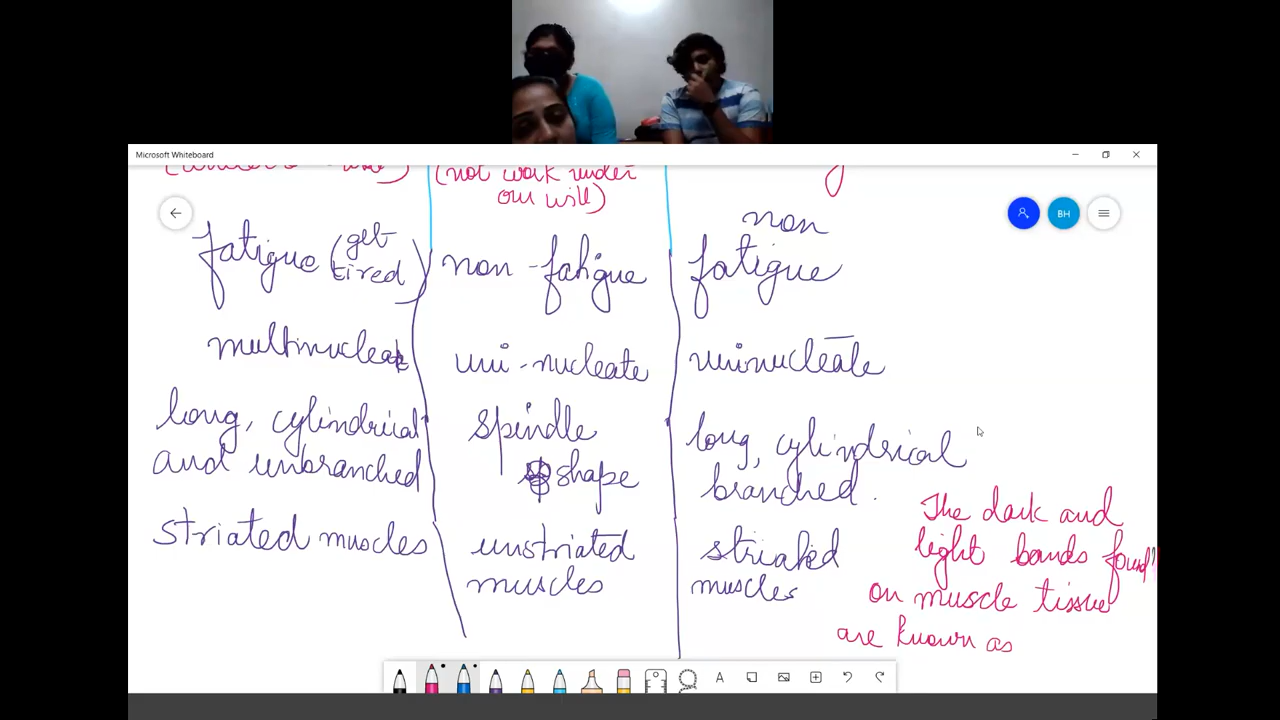 Microsoft Whiteboard
(not work under
our will)
BH
fatigue (get
tired)
non-fatigue
non
fatigue
multinucleate
uni-nucleate
uninucleate
long, cylindrical
and unbranched
spindle
shape
long, cylindrical
branched.
striated muscles
unstriated
muscles
striated
muscles
The dark and
light bands found
on muscle tissue
are known as
A